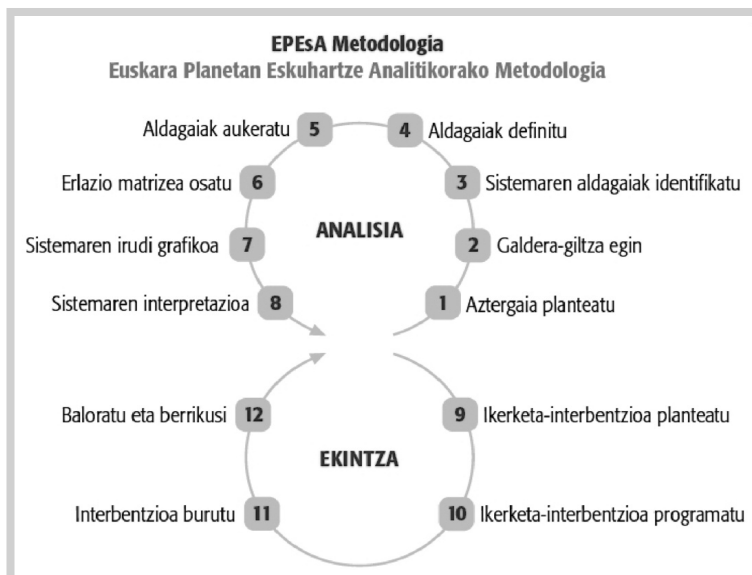 EPEsA Metodologia
Euskara Planetan Eskuhartze Analitikorako Metodologia
Aldagaiak aukeratu 5 4 Aldagaiak definitu
Erlazio matrizea osatu 6 3 Sistemaren aldagaiak identifikatu
ANALISIA
Sistemaren irudi grafikoa 7 2 Galdera-giltza egin
Sistemaren interpretazioa 8 1 Aztergaia planteatu
Baloratu eta berrikusi 12 9 Ikerketa-interbentzioa planteatu
EKINTZA
Interbentzioa burutu 11 10 Ikerketa-interbentzioa programatu